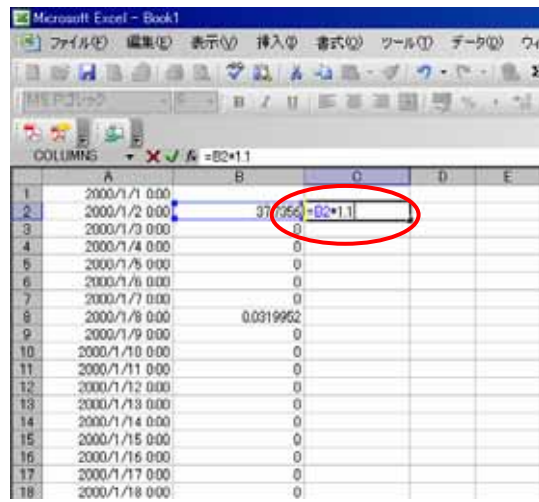 Microsoft Excel - Book1
ファイル(F) 編集(E) 表示(V) 挿入(I) 書式(O) ツール(T) データ(D)
MS Pゴシック
B I U
COLUMNS =B2*1.1
A B C D E
1 2000/1/1 0:00
2 2000/1/2 0:00 37.7356 =B2*1.1
3 2000/1/3 0:00 0
4 2000/1/4 0:00 0
5 2000/1/5 0:00 0
6 2000/1/6 0:00 0
7 2000/1/7 0:00 0
8 2000/1/8 0:00 0.0319952
9 2000/1/9 0:00 0
10 2000/1/10 0:00 0
11 2000/1/11 0:00 0
12 2000/1/12 0:00 0
13 2000/1/13 0:00 0
14 2000/1/14 0:00 0
15 2000/1/15 0:00 0
16 2000/1/16 0:00 0
17 2000/1/17 0:00 0
18 2000/1/18 0:00 0